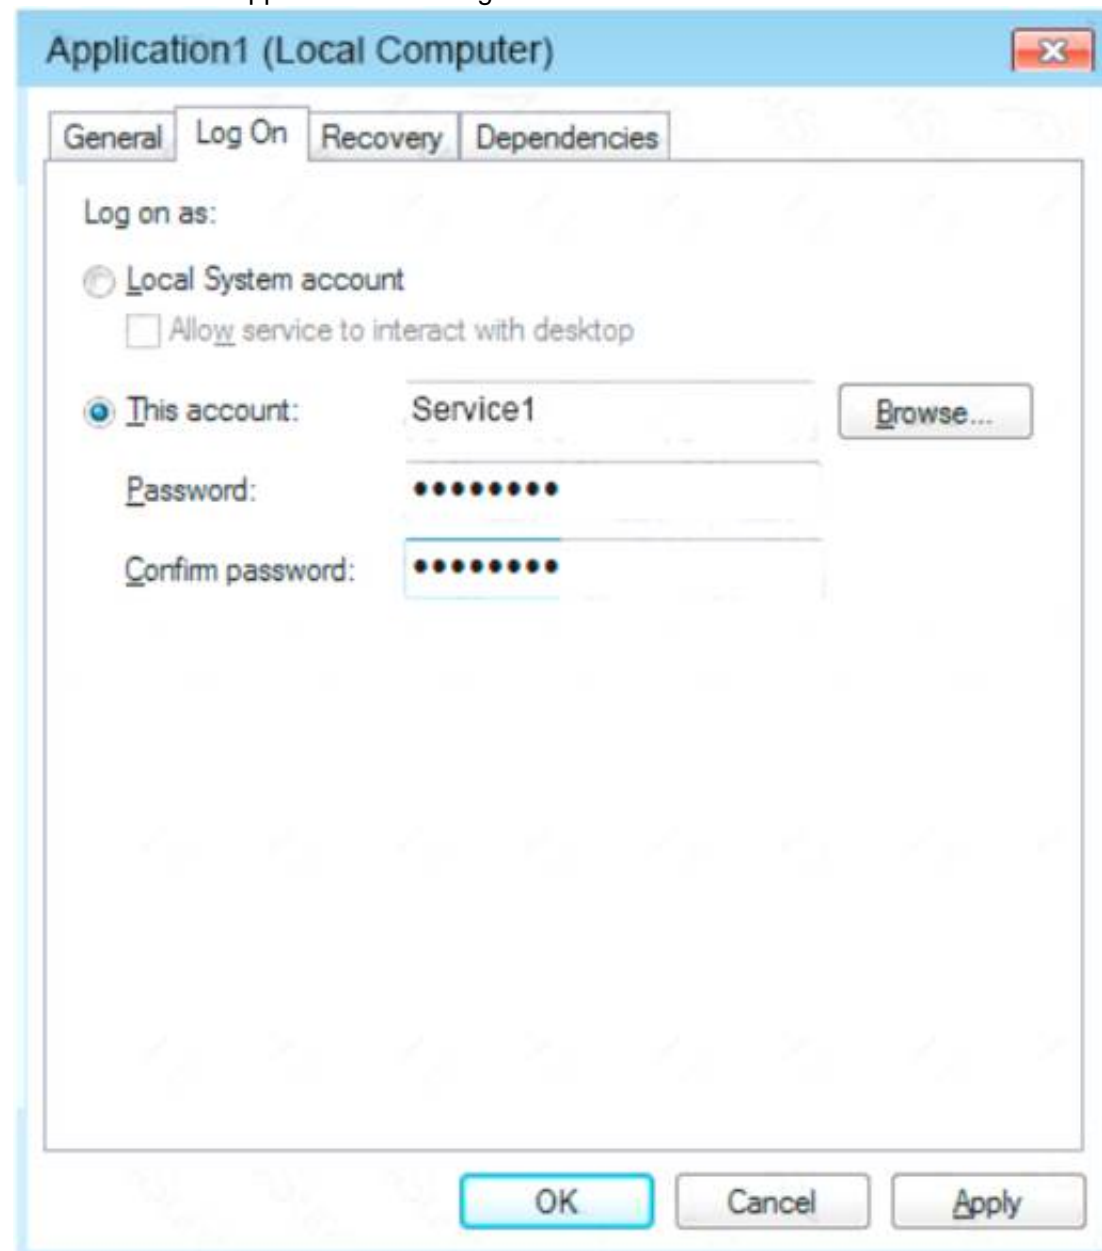 Application1 (Local Computer)
General Log On Recovery Dependencies
Log on as:
Local System account
Allow service to interact with desktop
This account: Service1 Browse...
Password: ••••••••
Confirm password: ••••••••
OK Cancel Apply